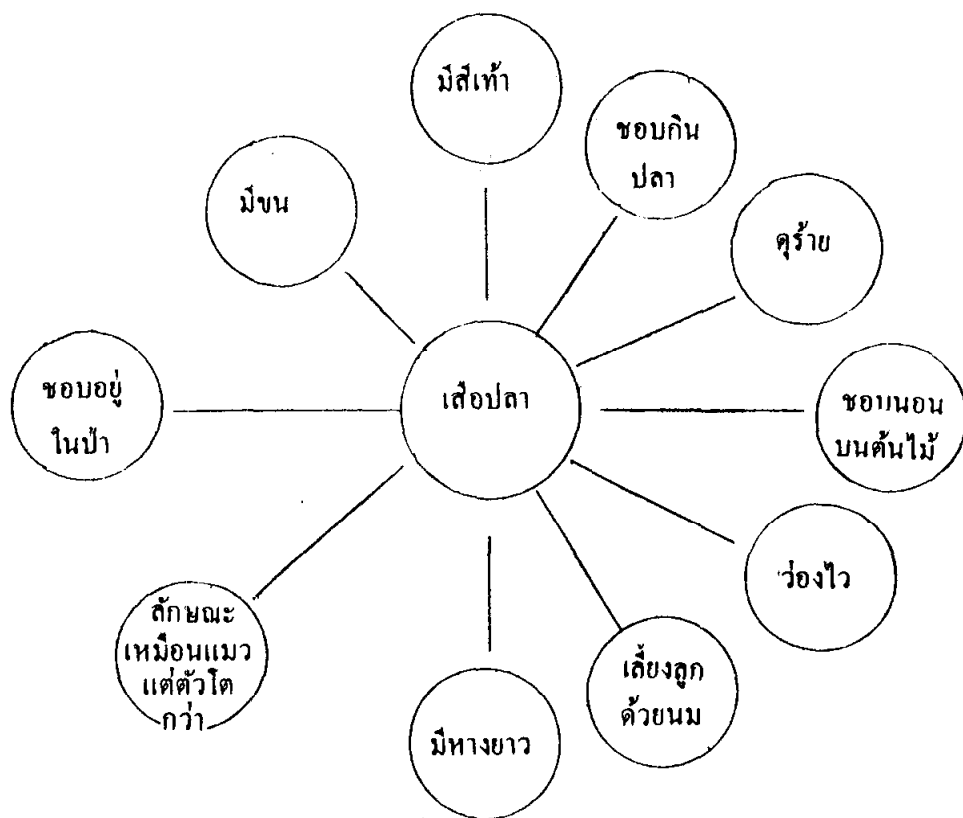 มีสีเท้า
ชอบกิน
ปลา
มีขน
ดุร้าย
ชอบอยู่
ในป่า
เสือปลา
ชอบนอน
บนต้นไม้
ว่องไว
ลักษณะ
เหมือนแมว
แต่ตัวโต
กว่า
เลี้ยงลูก
ด้วยนม
มีหางยาว